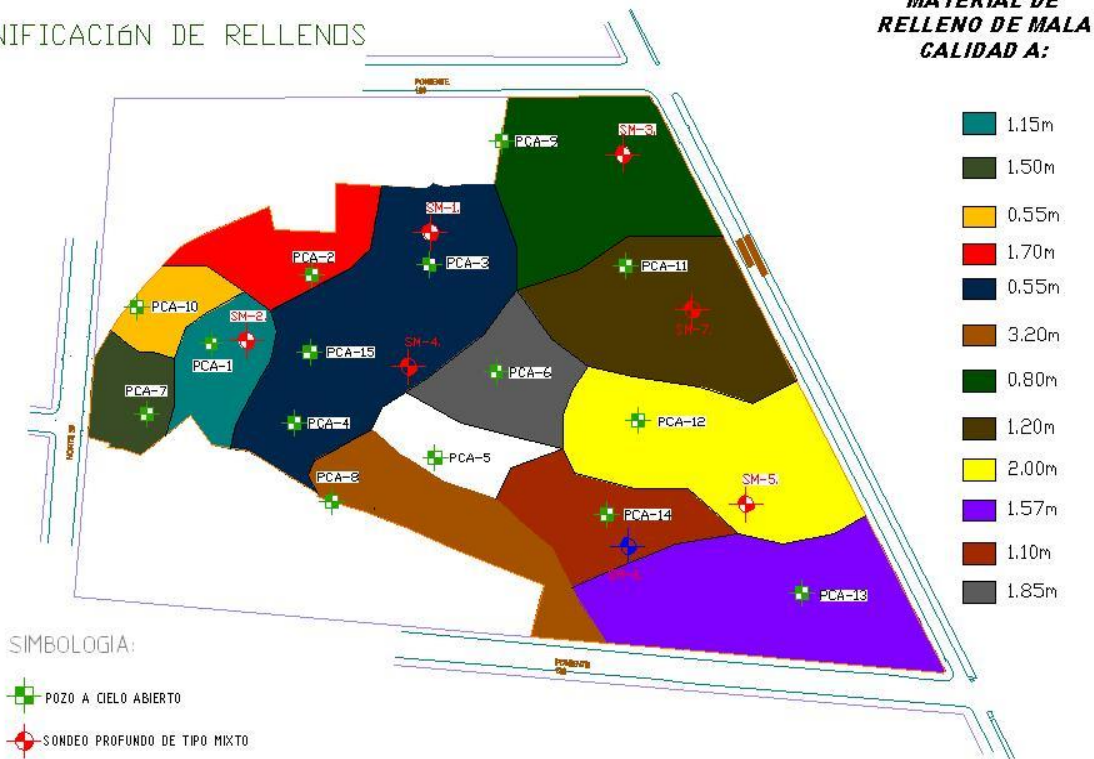 NIFICACIóN DE RELLENOS
MATERIAL DE
RELLENO DE MALA
CALIDAD A:
1.15m
1.50m
0.55m
1.70m
0.55m
3.20m
0.80m
1.20m
2.00m
1.57m
1.10m
1.85m
PONIENTE
PCA-9
SM-3.
SM-1.
PCA-2
PCA-3
PCA-11
PCA-10
SM-2.
SM-7.
PCA-1
PCA-15
SM-4.
PCA-6
PCA-7
PCA-4
PCA-12
PCA-5
PCA-8
SM-5.
PCA-14
PCA-13
PONIENTE
SIMBOLOGIA:
POZO A CIELO ABIERTO
SONDEO PROFUNDO DE TIPO MIXTO